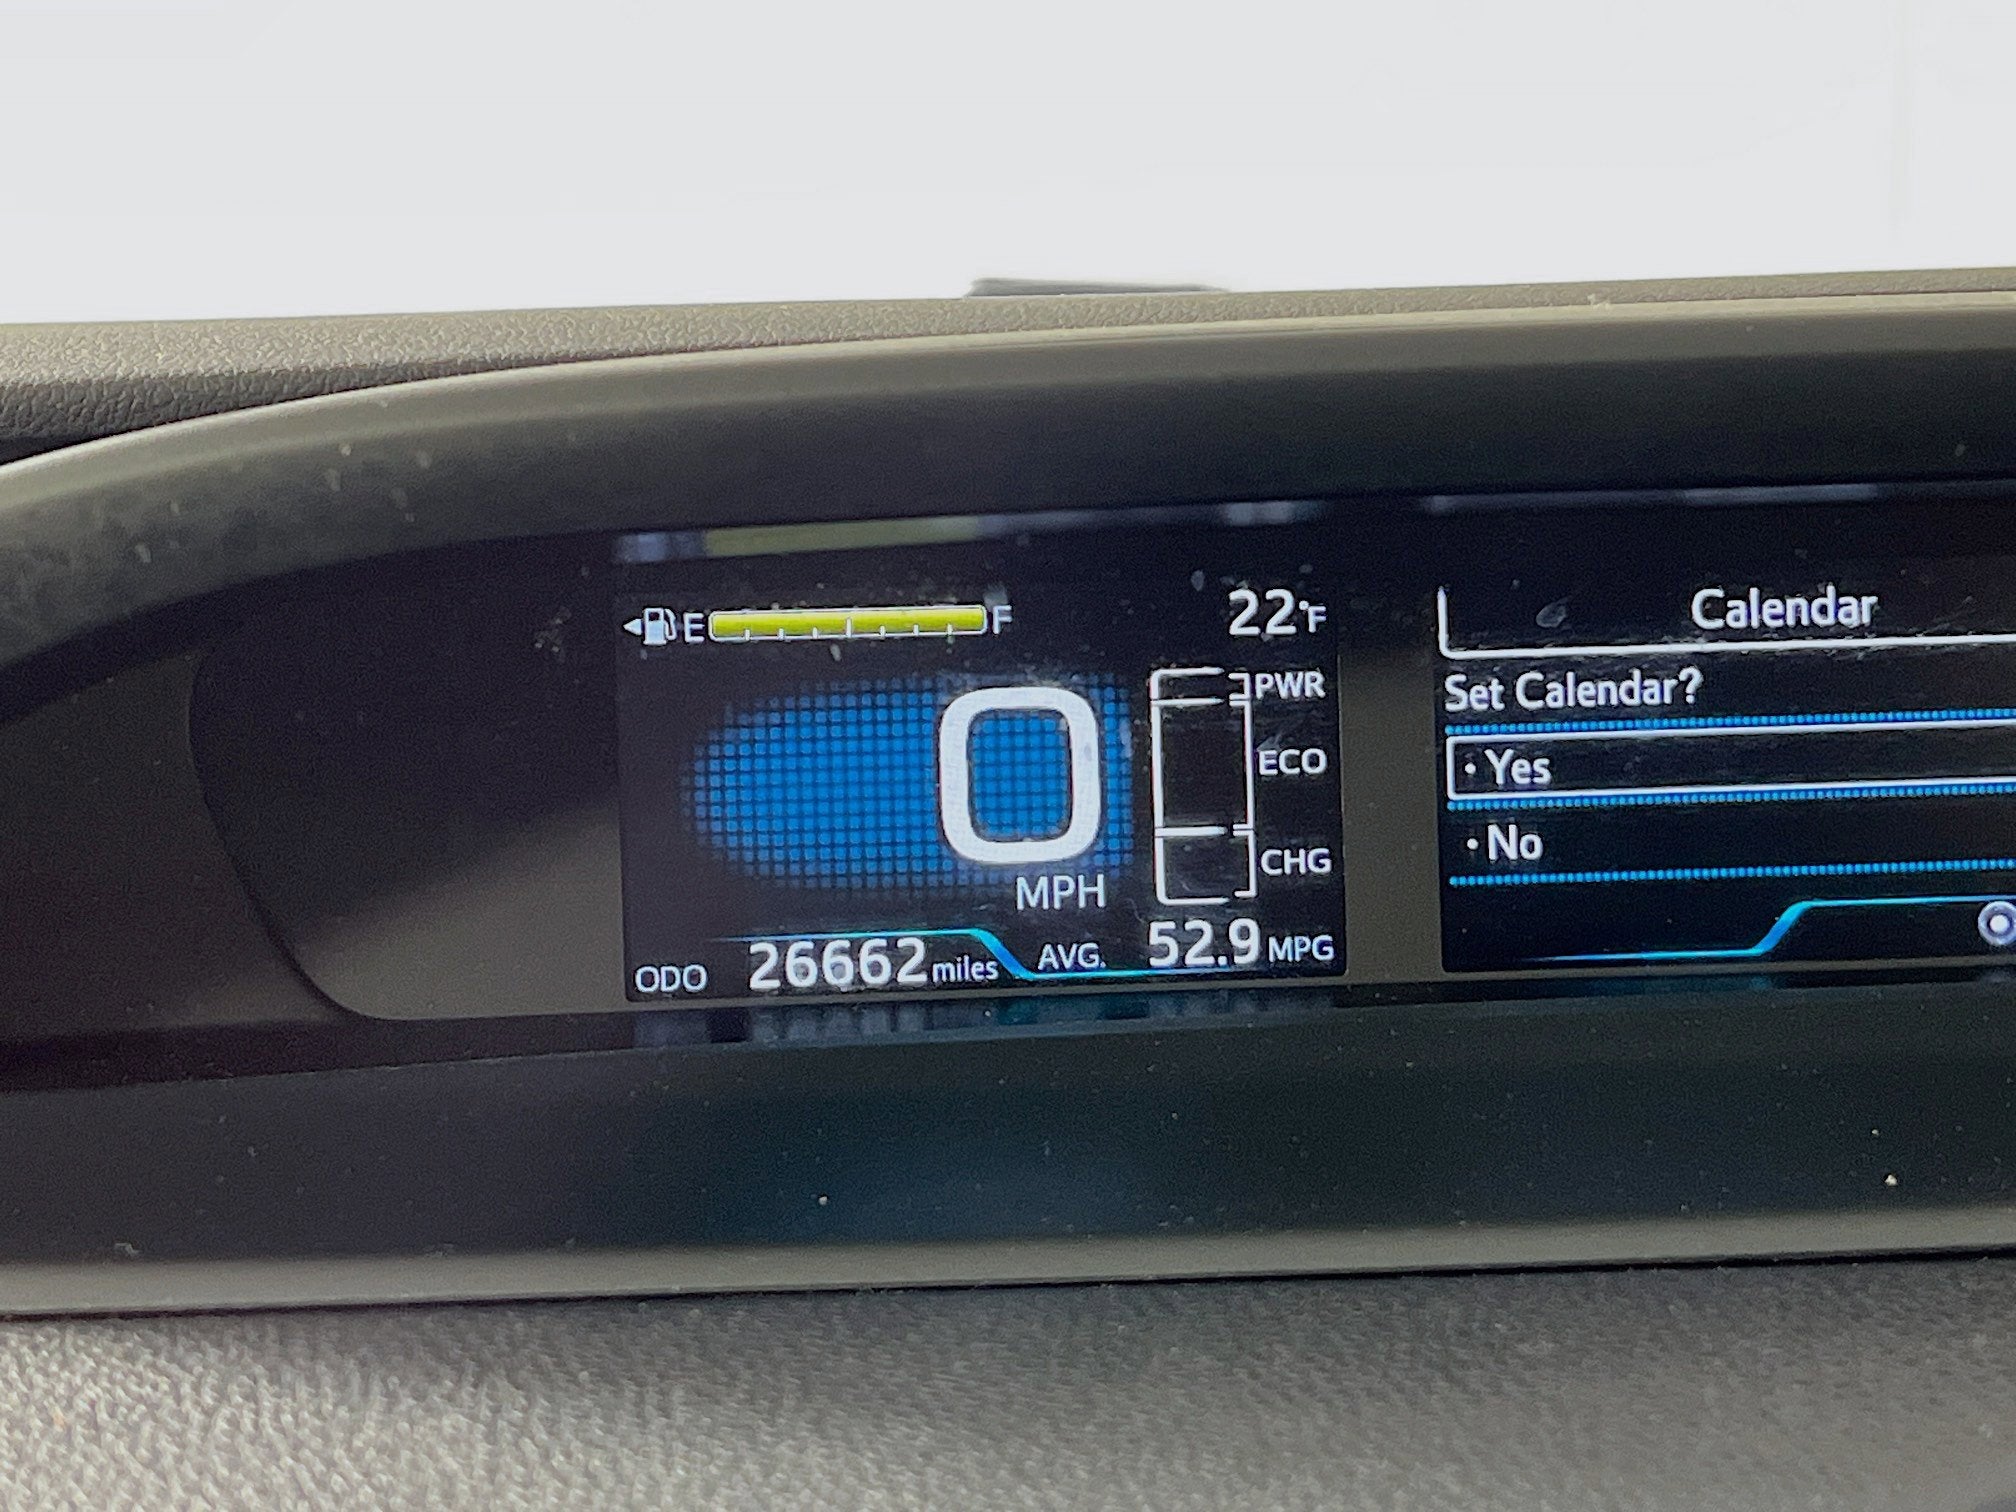 E F 22°F
0
MPH
PWR
ECO
CHG
ODO 26662 miles AVG. 52.9 MPG
Calendar
Set Calendar?
· Yes
· No